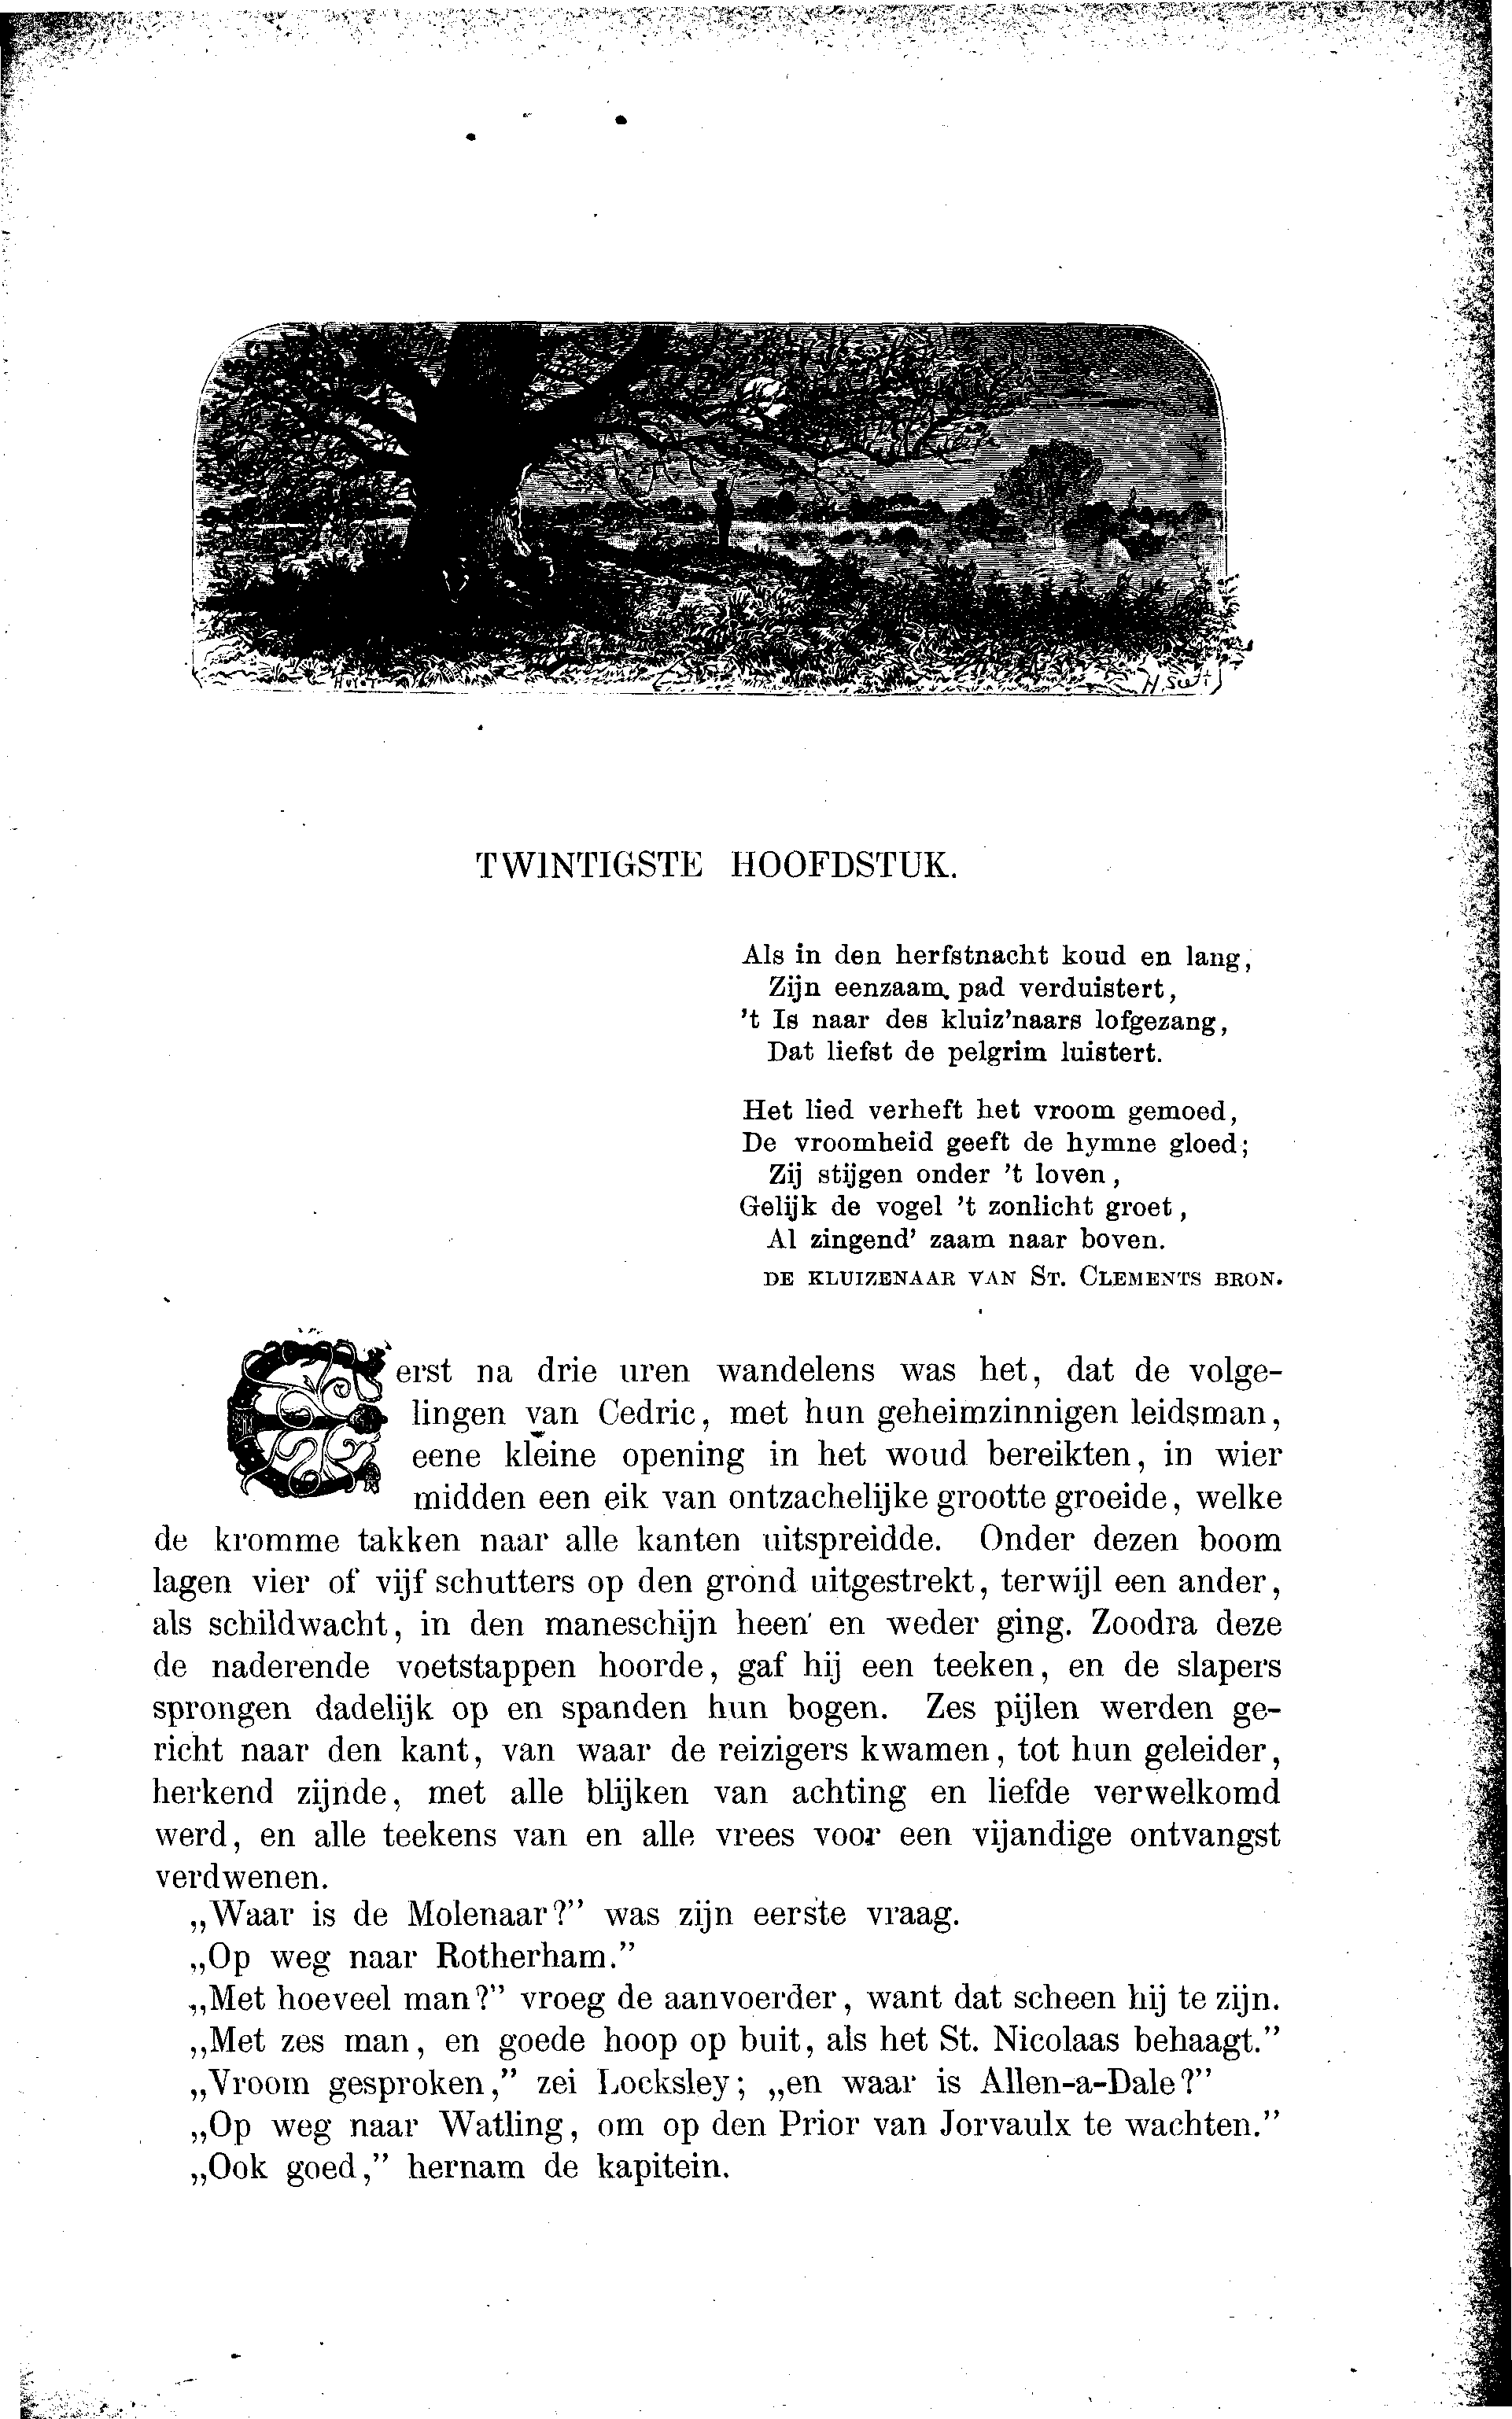 H. Scott
TWINTIGSTE HOOFDSTUK.
Als in den herfstnacht koud en lang,
Zijn eenzaam pad verduistert,
't Is naar des kluiz'naars lofgezang,
Dat liefst de pelgrim luistert.
Het lied verheft het vroom gemoed,
De vroomheid geeft de hymne gloed;
Zij stijgen onder 't loven,
Gelijk de vogel 't zonlicht groet,
Al zingend' zaam naar boven.
DE KLUIZENAAR VAN ST. CLEMENTS BRON.
Eerst na drie uren wandelens was het, dat de volge-
lingen van Cedric, met hun geheimzinnigen leidsman,
eene kleine opening in het woud bereikten, in wier
midden een eik van ontzachelijke grootte groeide, welke
de kromme takken naar alle kanten uitspreidde. Onder dezen boom
lagen vier of vijf schutters op den grond uitgestrekt, terwijl een ander,
als schildwacht, in den maneschijn heen en weder ging. Zoodra deze
de naderende voetstappen hoorde, gaf hij een teeken, en de slapers
sprongen dadelijk op en spanden hun bogen. Zes pijlen werden ge-
richt naar den kant, van waar de reizigers kwamen, tot hun geleider,
herkend zijnde, met alle blijken van achting en liefde verwelkomd
werd, en alle teekens van en alle vrees voor een vijandige ontvangst
verdwenen.
„Waar is de Molenaar?” was zijn eerste vraag.
„Op weg naar Rotherham.”
„Met hoeveel man?” vroeg de aanvoerder, want dat scheen hij te zijn.
„Met zes man, en goede hoop op buit, als het St. Nicolaas behaagt.”
„Vroom gesproken,” zei Locksley; „en waar is Allen-a-Dale?”
„Op weg naar Watling, om op den Prior van Jorvaulx te wachten.”
„Ook goed,” hernam de kapitein.